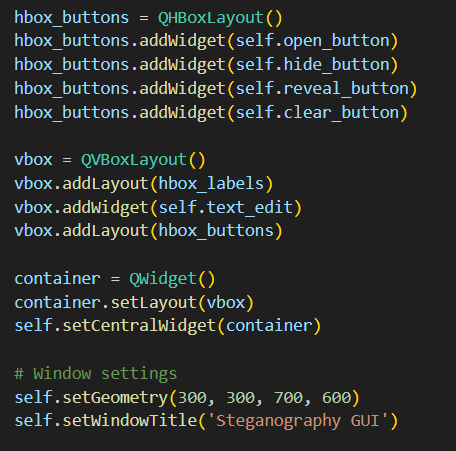 hbox_buttons = QHBoxLayout()
hbox_buttons.addWidget(self.open_button)
hbox_buttons.addWidget(self.hide_button)
hbox_buttons.addWidget(self.reveal_button)
hbox_buttons.addWidget(self.clear_button)

vbox = QVBoxLayout()
vbox.addLayout(hbox_labels)
vbox.addWidget(self.text_edit)
vbox.addLayout(hbox_buttons)

container = QWidget()
container.setLayout(vbox)
self.setCentralWidget(container)

# Window settings
self.setGeometry(300, 300, 700, 600)
self.setWindowTitle('Steganography GUI')